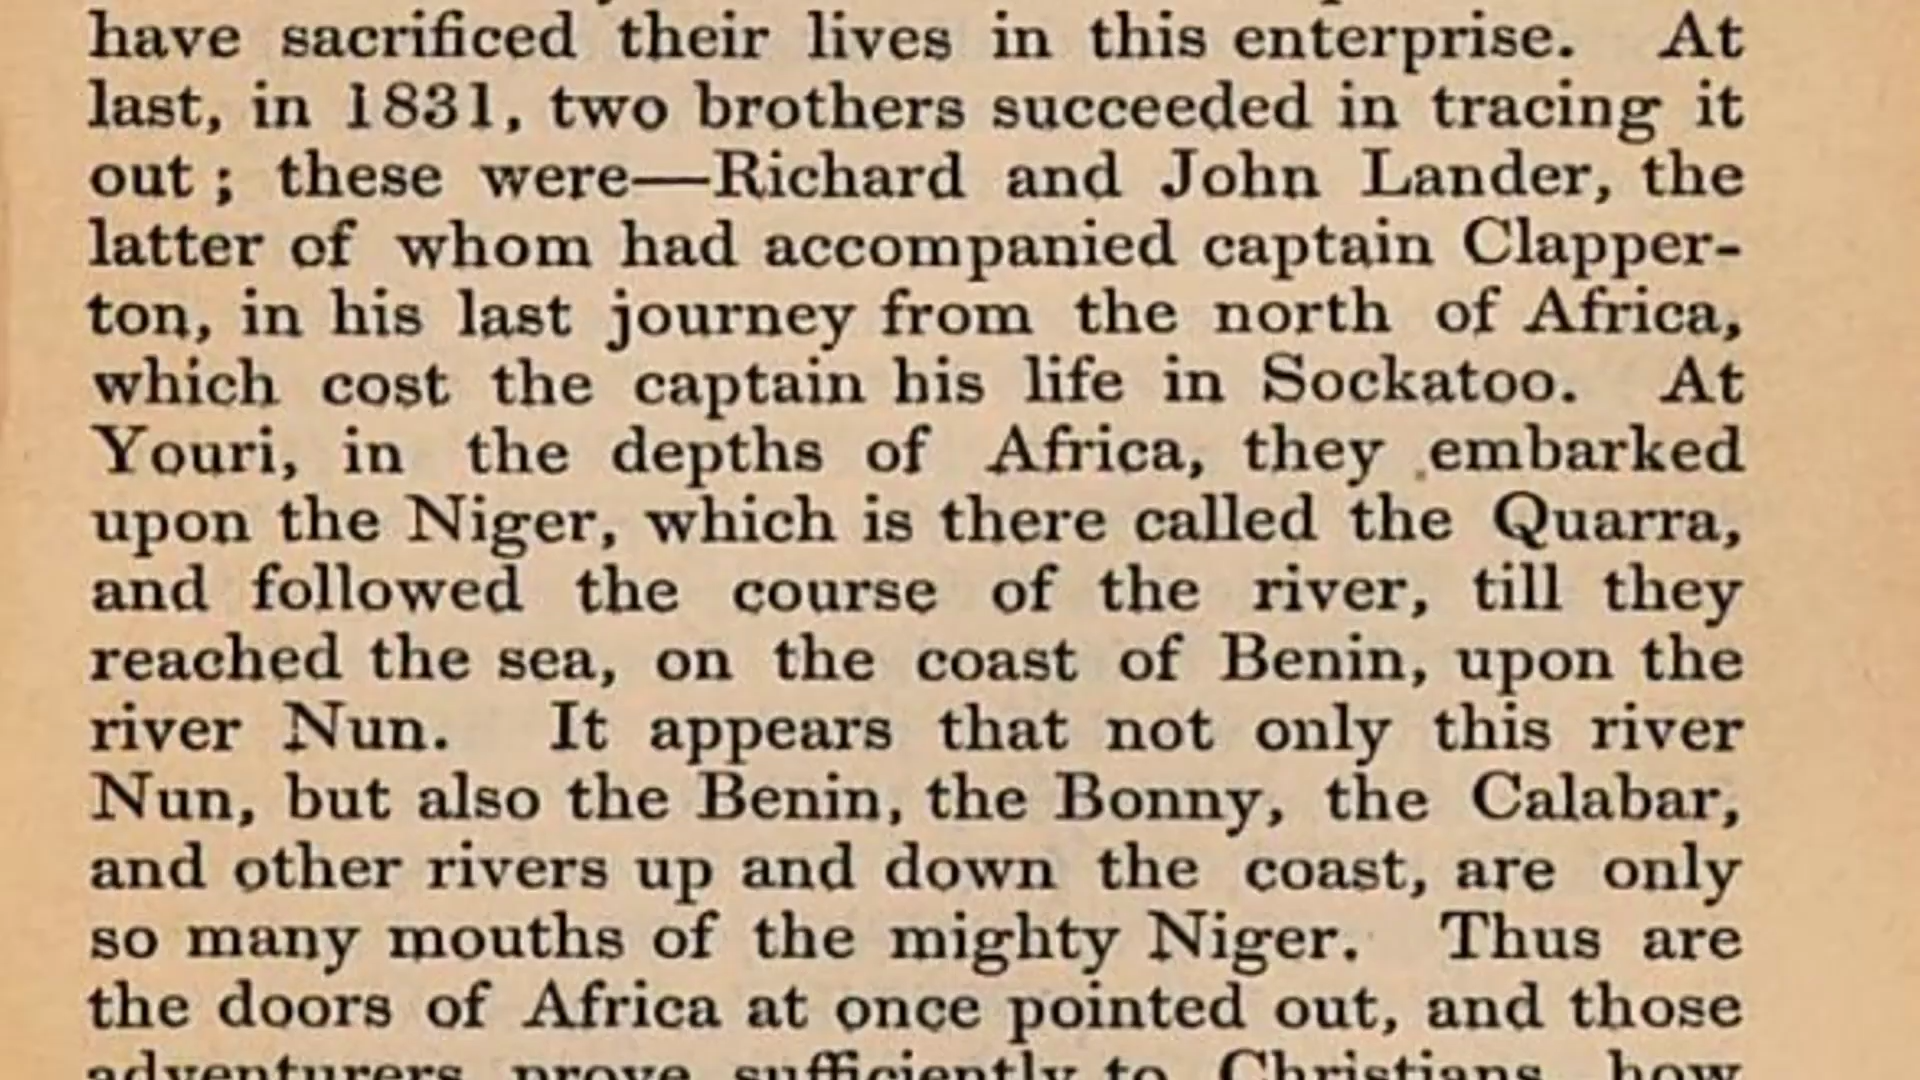 have sacrificed their lives in this enterprise. At
last, in 1831, two brothers succeeded in tracing it
out ; these were—Richard and John Lander, the
latter of whom had accompanied captain Clapper-
ton, in his last journey from the north of Africa,
which cost the captain his life in Sockatoo. At
Youri, in the depths of Africa, they embarked
upon the Niger, which is there called the Quarra,
and followed the course of the river, till they
reached the sea, on the coast of Benin, upon the
river Nun. It appears that not only this river
Nun, but also the Benin, the Bonny, the Calabar,
and other rivers up and down the coast, are only
so many mouths of the mighty Niger. Thus are
the doors of Africa at once pointed out, and those
adventurers prove sufficiently to Christians how